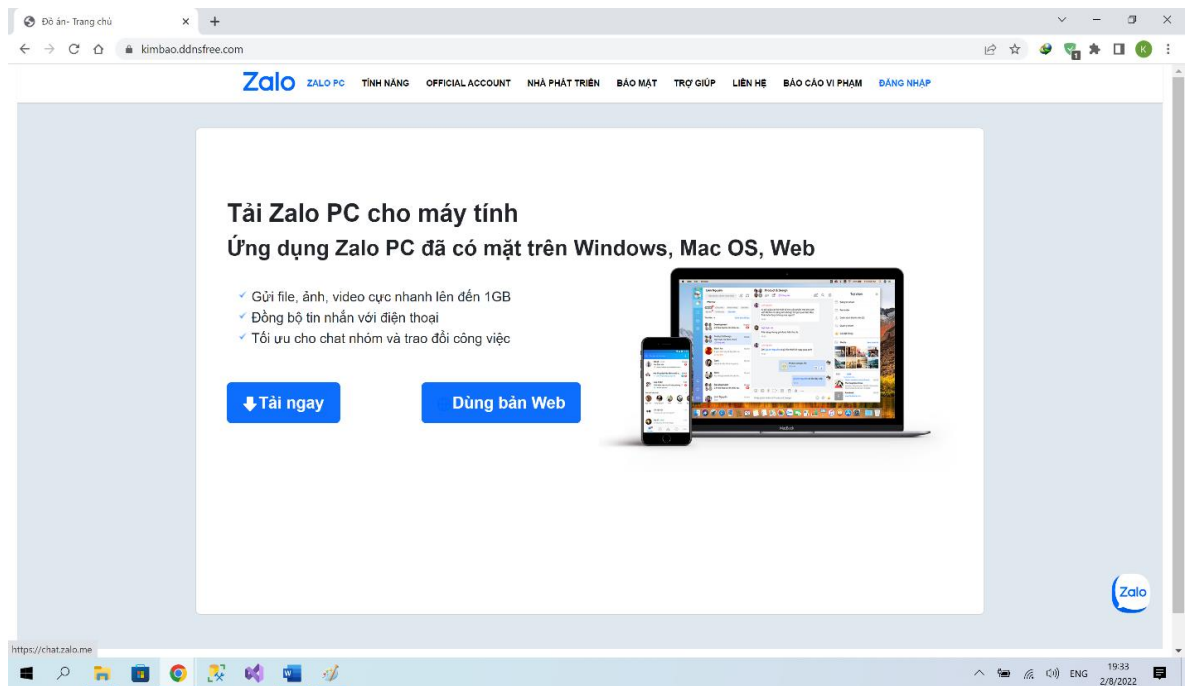 Đồ án- Trang chủ
kimbao.ddnsfree.com
K
1
Zalo ZALO PC TÍNH NĂNG OFFICIAL ACCOUNT NHÀ PHÁT TRIỂN BẢO MẬT TRỢ GIÚP LIÊN HỆ BÁO CÁO VI PHẠM ĐĂNG NHẬP
Tải Zalo PC cho máy tính
Ứng dụng Zalo PC đã có mặt trên Windows, Mac OS, Web
Gửi file, ảnh, video cực nhanh lên đến 1GB
Đồng bộ tin nhắn với điện thoại
Tối ưu cho chat nhóm và trao đổi công việc
Tải ngay
Dùng bản Web
MacBook
Zalo
https://chat.zalo.me
ENG
19:33
2/8/2022